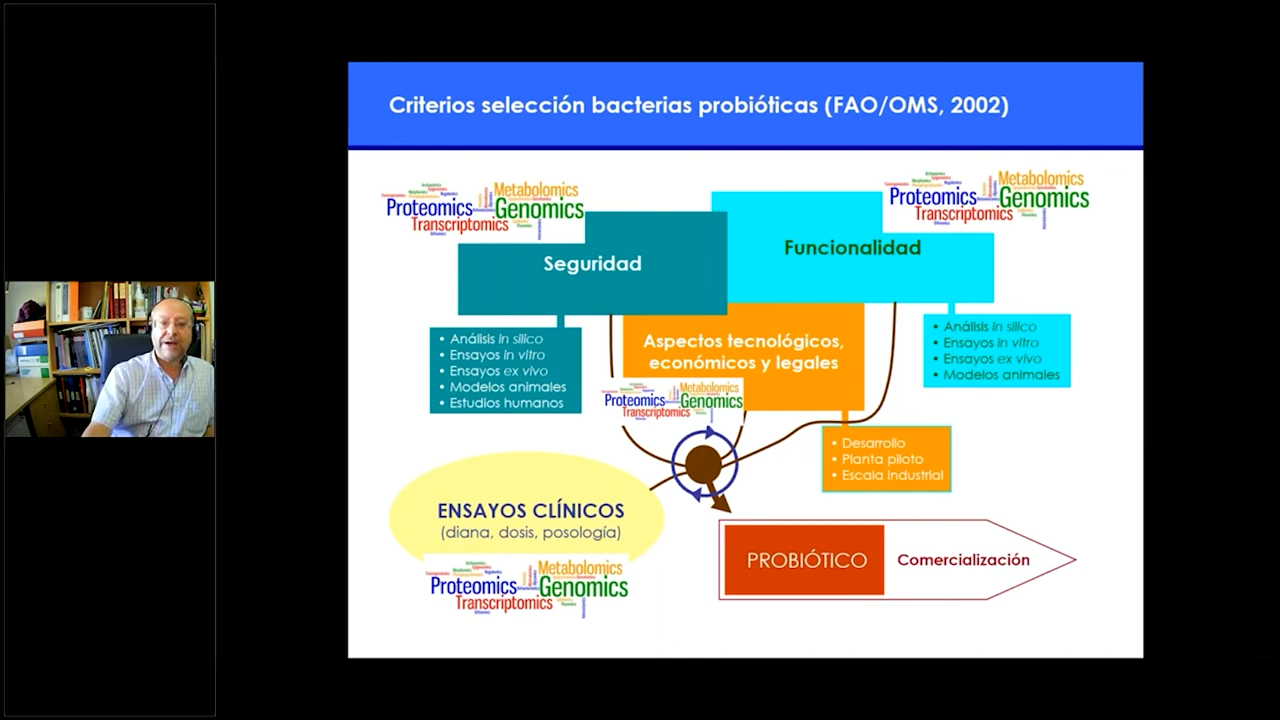 Criterios selección bacterias probióticas (FAO/OMS, 2002)
Metabolomics
Proteomics
Genomics
Transcriptomics
Metabolomics
Proteomics
Genomics
Transcriptomics
Seguridad
Funcionalidad
• Análisis in silico
• Ensayos in vitro
• Ensayos ex vivo
• Modelos animales
• Estudios humanos
Aspectos tecnológicos,
económicos y legales
• Análisis in silico
• Ensayos in vitro
• Ensayos ex vivo
• Modelos animales
Metabolomics
Proteomics
Genomics
Transcriptomics
• Desarrollo
• Planta piloto
• Escala industrial
ENSAYOS CLÍNICOS
(diana, dosis, posología)
Metabolomics
Proteomics
Genomics
Transcriptomics
PROBIÓTICO
Comercialización